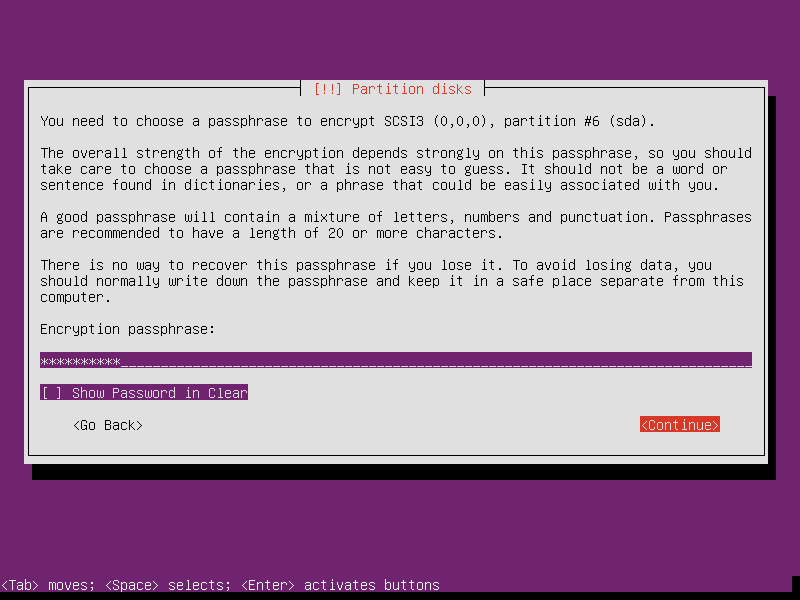 [!!] Partition disks
You need to choose a passphrase to encrypt SCSI3 (0,0,0), partition #6 (sda).
The overall strength of the encryption depends strongly on this passphrase, so you should
take care to choose a passphrase that is not easy to guess. It should not be a word or
sentence found in dictionaries, or a phrase that could be easily associated with you.
A good passphrase will contain a mixture of letters, numbers and punctuation. Passphrases
are recommended to have a length of 20 or more characters.
There is no way to recover this passphrase if you lose it. To avoid losing data, you
should normally write down the passphrase and keep it in a safe place separate from this
computer.
Encryption passphrase:
**********_______________________________________________________________________________
[ ] Show Password in Clear
<Go Back> <Continue>
<Tab> moves; <Space> selects; <Enter> activates buttons